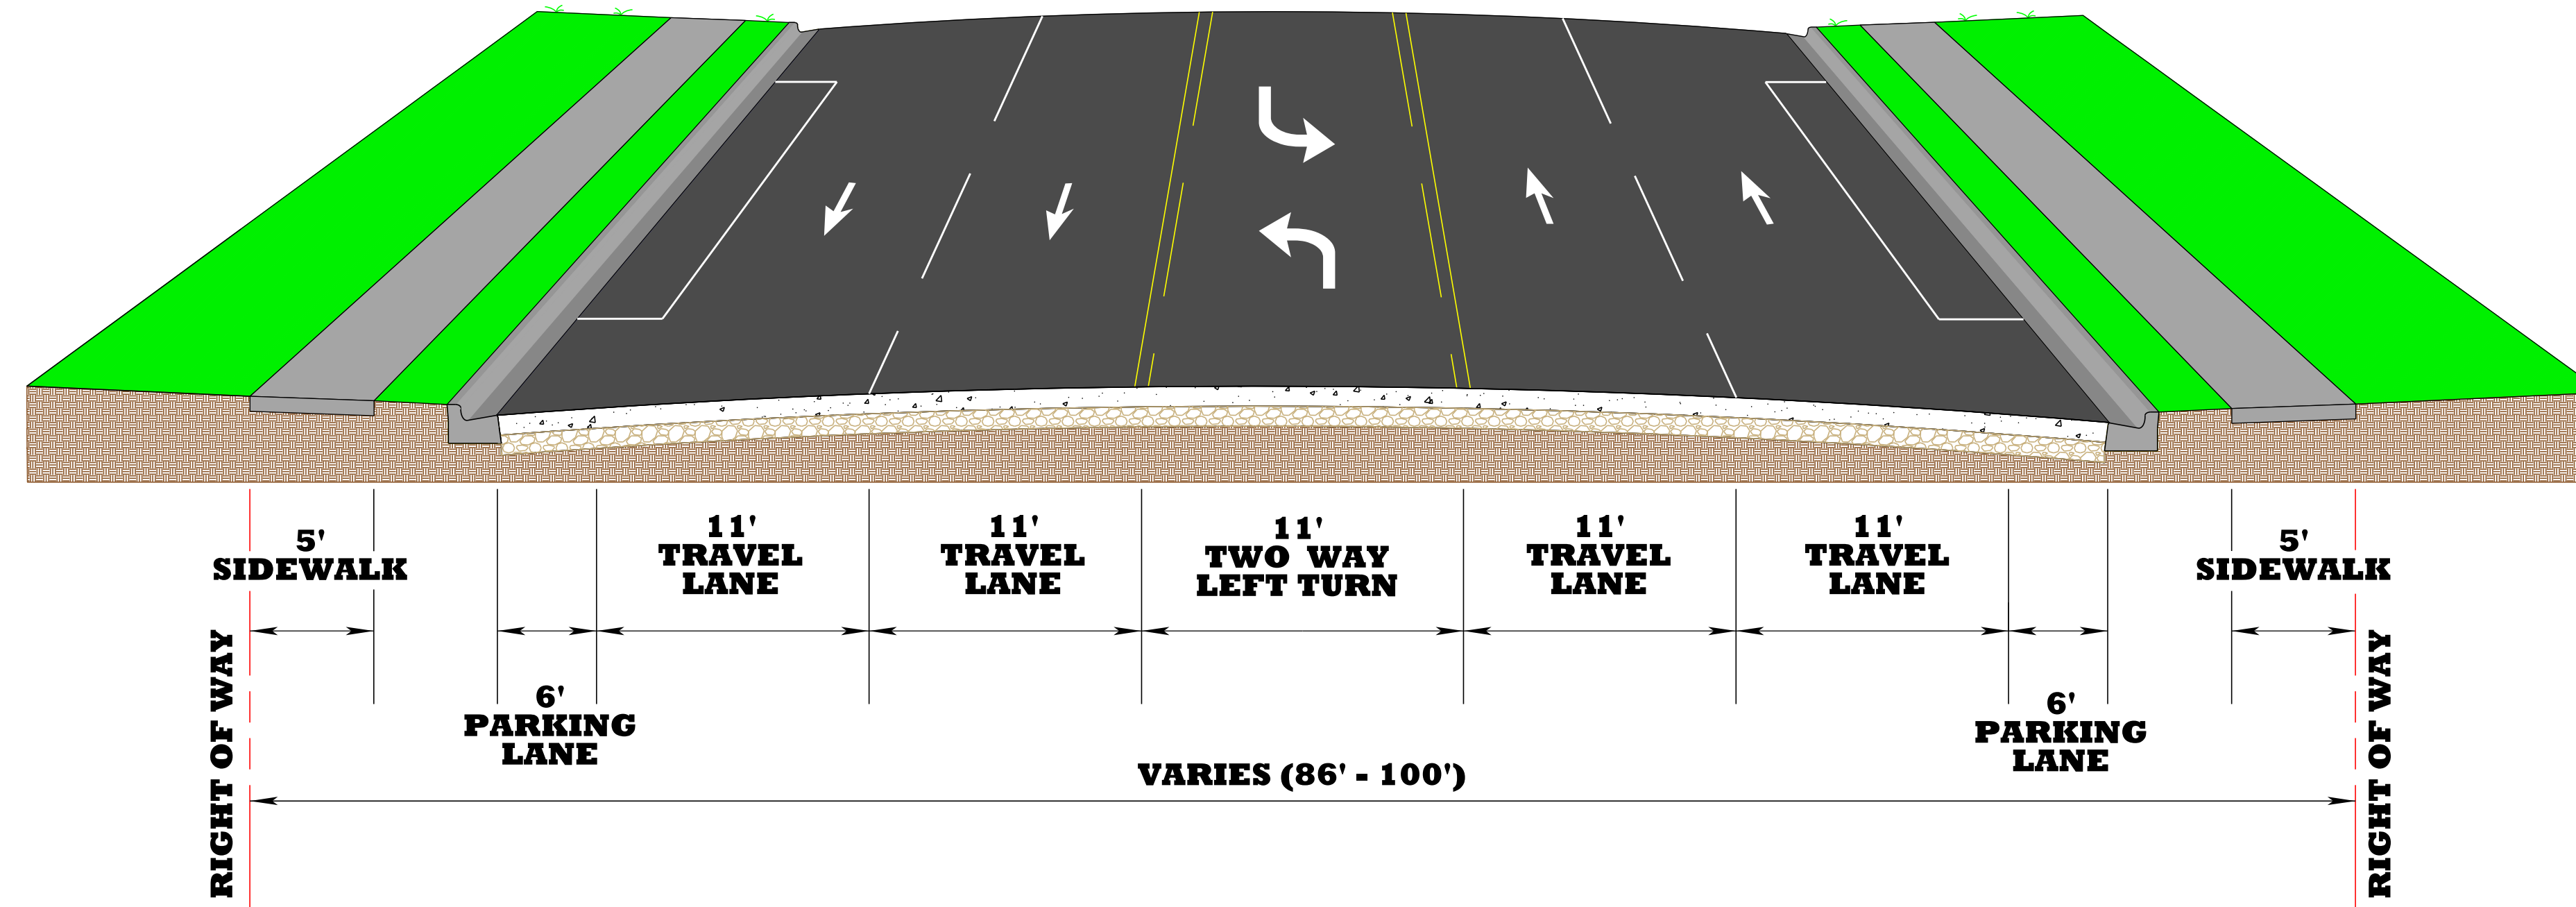 5'
SIDEWALK
11'
TRAVEL
LANE
11'
TRAVEL
LANE
11'
TWO WAY
LEFT TURN
11'
TRAVEL
LANE
11'
TRAVEL
LANE
5'
SIDEWALK
RIGHT OF WAY
6'
PARKING
LANE
VARIES (86' - 100')
6'
PARKING
LANE
RIGHT OF WAY